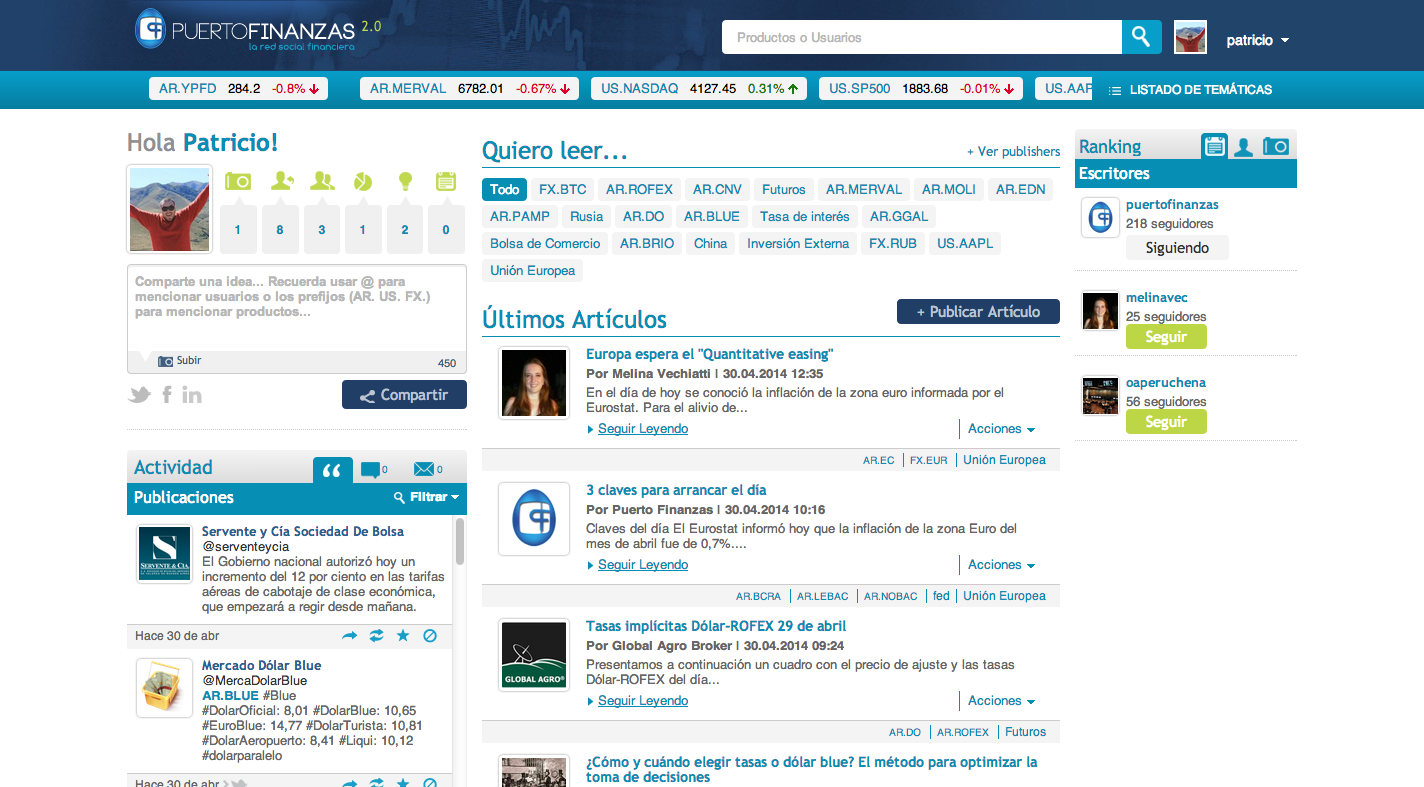 PUERTOFINANZAS 2.0
la red social financiera
Productos o Usuarios
patricio
AR.YPFD 284.2 -0.8%
AR.MERVAL 6782.01 -0.67%
US.NASDAQ 4127.45 0.31%
US.SP500 1883.68 -0.01%
US.AAP
LISTADO DE TEMÁTICAS
Hola Patricio!
1 8 3 1 2 0
Comparte una idea... Recuerda usar @ para
mencionar usuarios o los prefijos (AR. US. FX.)
para mencionar productos...
Subir
450
Compartir
Actividad
0
0
Publicaciones
Filtrar
Servente y Cía Sociedad De Bolsa
@serventeycia
El Gobierno nacional autorizó hoy un
incremento del 12 por ciento en las tarifas
aéreas de cabotaje de clase económica,
que empezará a regir desde mañana.
SERVENTE & CIA.
Hace 30 de abr
Mercado Dólar Blue
@MercaDolarBlue
AR.BLUE #Blue
#DolarOficial: 8,01 #DolarBlue: 10,65
#EuroBlue: 14,77 #DolarTurista: 10,81
#DolarAeropuerto: 8,41 #Liqui: 10,12
#dolarparalelo
Hace 30 de abr
Quiero leer...
+ Ver publishers
Todo FX.BTC AR.ROFEX AR.CNV Futuros AR.MERVAL AR.MOLI AR.EDN
AR.PAMP Rusia AR.DO AR.BLUE Tasa de interés AR.GGAL
Bolsa de Comercio AR.BRIO China Inversión Externa FX.RUB US.AAPL
Unión Europea
Últimos Artículos
+ Publicar Artículo
Europa espera el "Quantitative easing"
Por Melina Vechiatti | 30.04.2014 12:35
En el día de hoy se conoció la inflación de la zona euro informada por el
Eurostat. Para el alivio de...
Seguir Leyendo
Acciones
AR.EC | FX.EUR | Unión Europea
3 claves para arrancar el día
Por Puerto Finanzas | 30.04.2014 10:16
Claves del día El Eurostat informó hoy que la inflación de la zona Euro del
mes de abril fue de 0,7%....
Seguir Leyendo
Acciones
AR.BCRA | AR.LEBAC | AR.NOBAC | fed | Unión Europea
Tasas implícitas Dólar-ROFEX 29 de abril
Por Global Agro Broker | 30.04.2014 09:24
Presentamos a continuación un cuadro con el precio de ajuste y las tasas
Dólar-ROFEX del día...
GLOBAL AGRO®
Seguir Leyendo
Acciones
AR.DO | AR.ROFEX | Futuros
¿Cómo y cuándo elegir tasas o dólar blue? El método para optimizar la
toma de decisiones
Ranking
Escritores
puertofinanzas
218 seguidores
Siguiendo
melinavec
25 seguidores
Seguir
oaperuchena
56 seguidores
Seguir